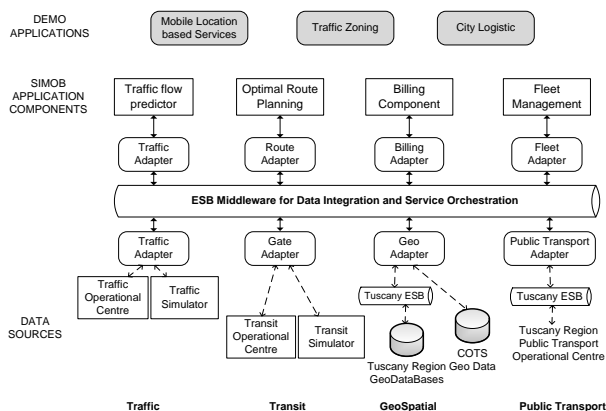 DEMO
APPLICATIONS
Mobile Location
based Services
Traffic Zoning
City Logistic
SIMOB
APPLICATION
COMPONENTS
Traffic flow
predictor
Optimal Route
Planning
Billing
Component
Fleet
Management
Traffic
Adapter
Route
Adapter
Billing
Adapter
Fleet
Adapter
ESB Middleware for Data Integration and Service Orchestration
Traffic
Adapter
Gate
Adapter
Geo
Adapter
Public Transport
Adapter
DATA
SOURCES
Traffic
Operational
Centre
Traffic
Simulator
Transit
Operational
Centre
Transit
Simulator
Tuscany ESB
Tuscany Region
GeoDataBases
COTS
Geo Data
Tuscany ESB
Tuscany Region
Public Transport
Operational Centre
Traffic
Transit
GeoSpatial
Public Transport